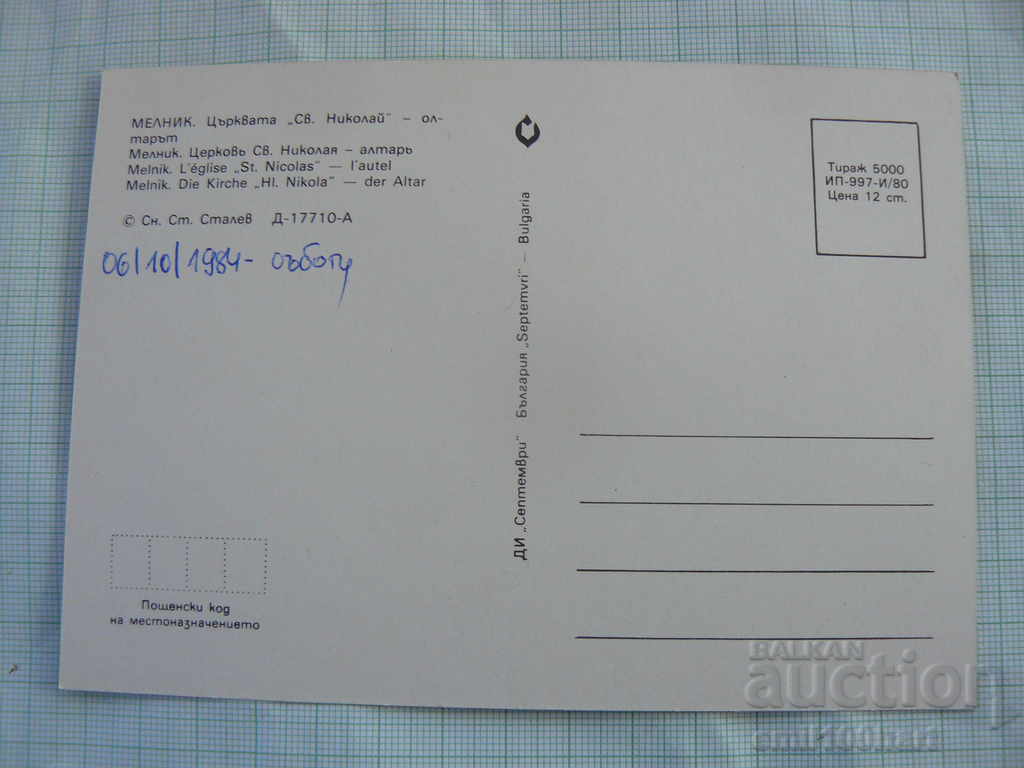 МЕЛНИК. Църквата „Св. Николай" – ол-
тарът
Мелник. Церковь Св. Николая – алтарь
Melnik. L'église „St. Nicolas" — l'autel
Melnik. Die Kirche „Hl. Nikola" — der Altar
© Сн. Ст. Сталев Д-17710-А
06/10/1984- събота
Пощенски код
на местоназначението
ДИ „Септември" България „Septemvri" — Bulgaria
Тираж 5000
ИП-997-И/80
Цена 12 ст.
BALKAN
auction